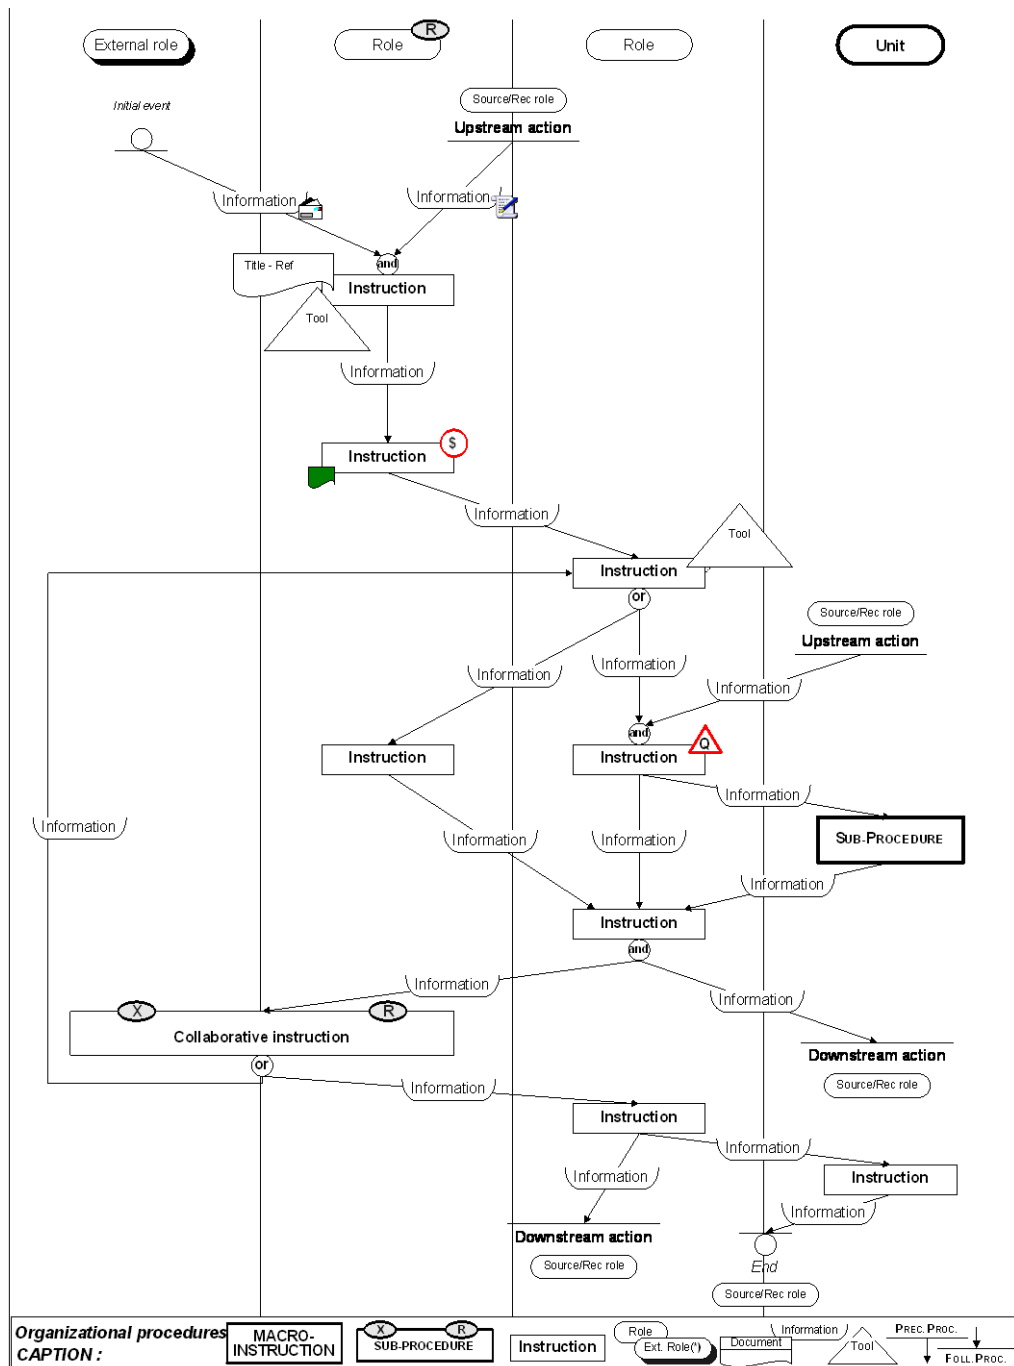 External role
Role
R
Role
Unit
Initial event
Source/Rec role
Upstream action
Information
Information
and
Title - Ref
Instruction
Tool
Information
Instruction
$
Information
Tool
Instruction
or
Source/Rec role
Upstream action
Information
Information
Information
and
Instruction
Instruction
Q
Information
Information
Information
Information
SUB-PROCEDURE
Information
Instruction
and
Information
Information
X
R
Collaborative instruction
or
Downstream action
Source/Rec role
Information
Instruction
Information
Information
Instruction
Information
Downstream action
Source/Rec role
End
Source/Rec role
Organizational procedures
CAPTION :
MACRO-
INSTRUCTION
X
R
SUB-PROCEDURE
Instruction
Role
Ext. Role(*)
Document
Information
Tool
PREC. PROC.
FOLL. PROC.